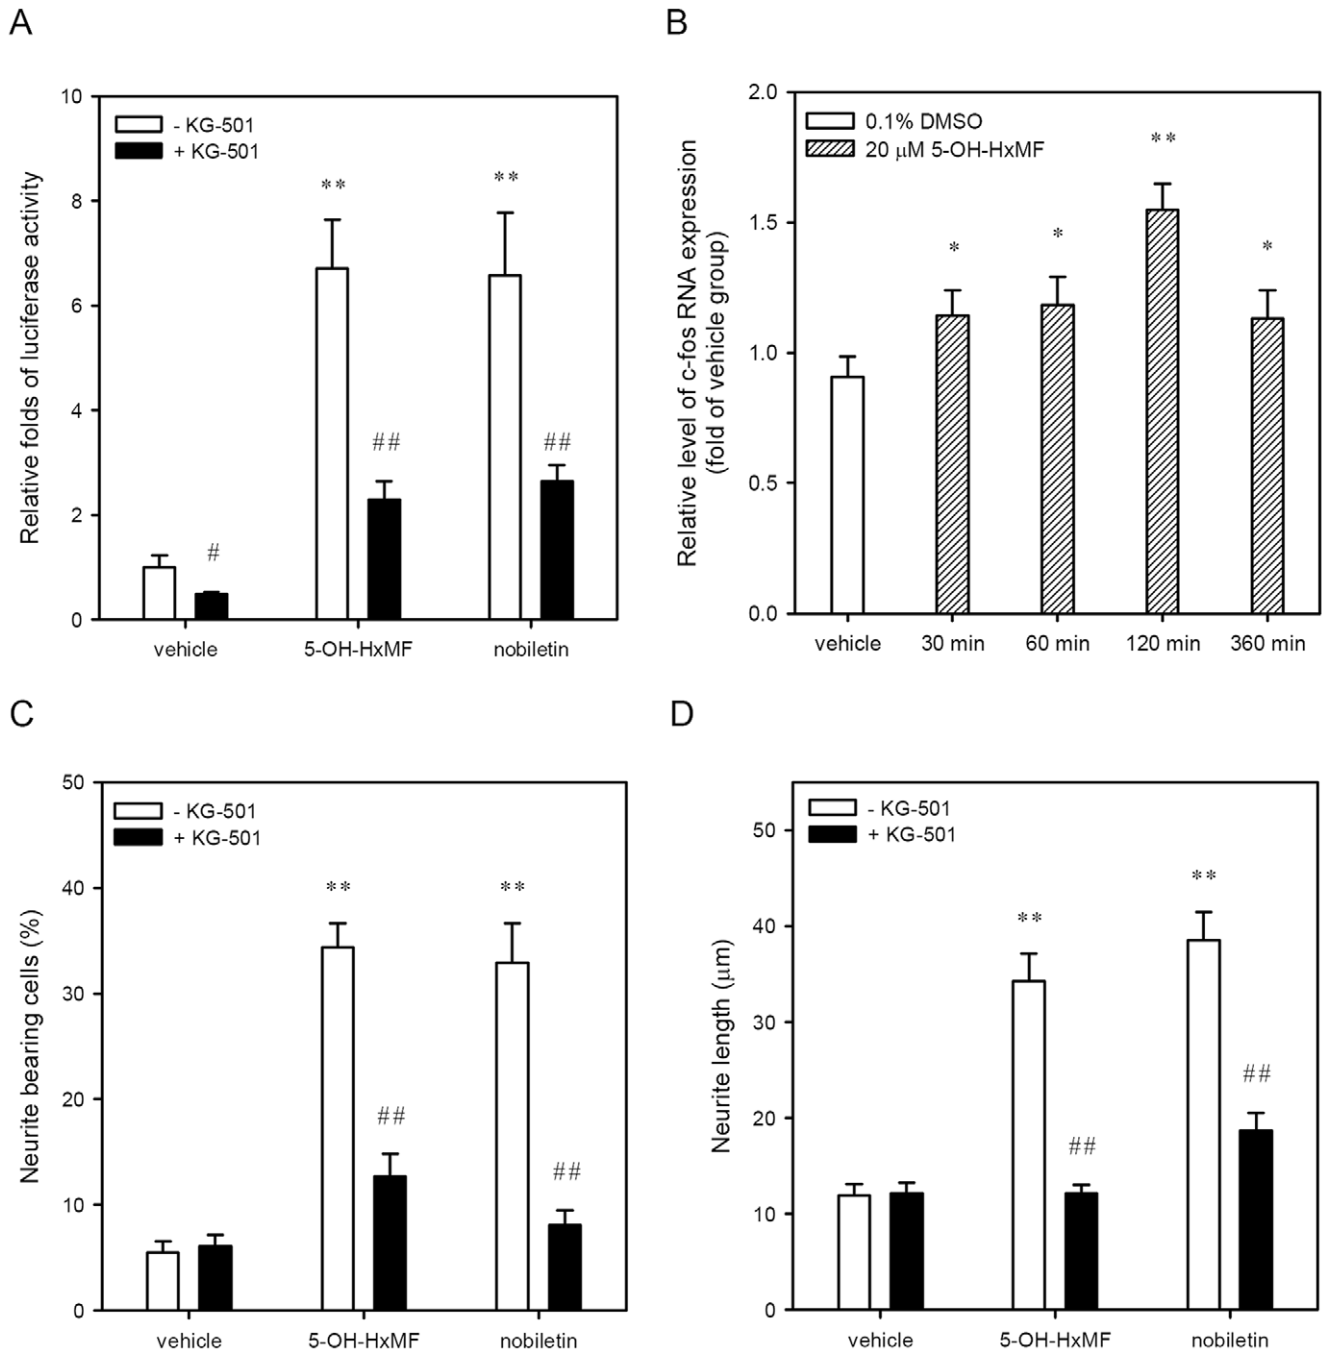 A
10
8
6
4
2
0
Relative folds of luciferase activity
- KG-501
+ KG-501
**
**
#
##
##
vehicle
5-OH-HxMF
nobiletin
B
2.0
1.5
1.0
0.5
0.0
Relative level of c-fos RNA expression
(fold of vehicle group)
0.1% DMSO
20 μM 5-OH-HxMF
*
*
**
*
vehicle
30 min
60 min
120 min
360 min
C
50
40
30
20
10
0
Neurite bearing cells (%)
- KG-501
+ KG-501
**
**
##
##
vehicle
5-OH-HxMF
nobiletin
D
50
40
30
20
10
0
Neurite length (μm)
- KG-501
+ KG-501
**
**
##
##
vehicle
5-OH-HxMF
nobiletin